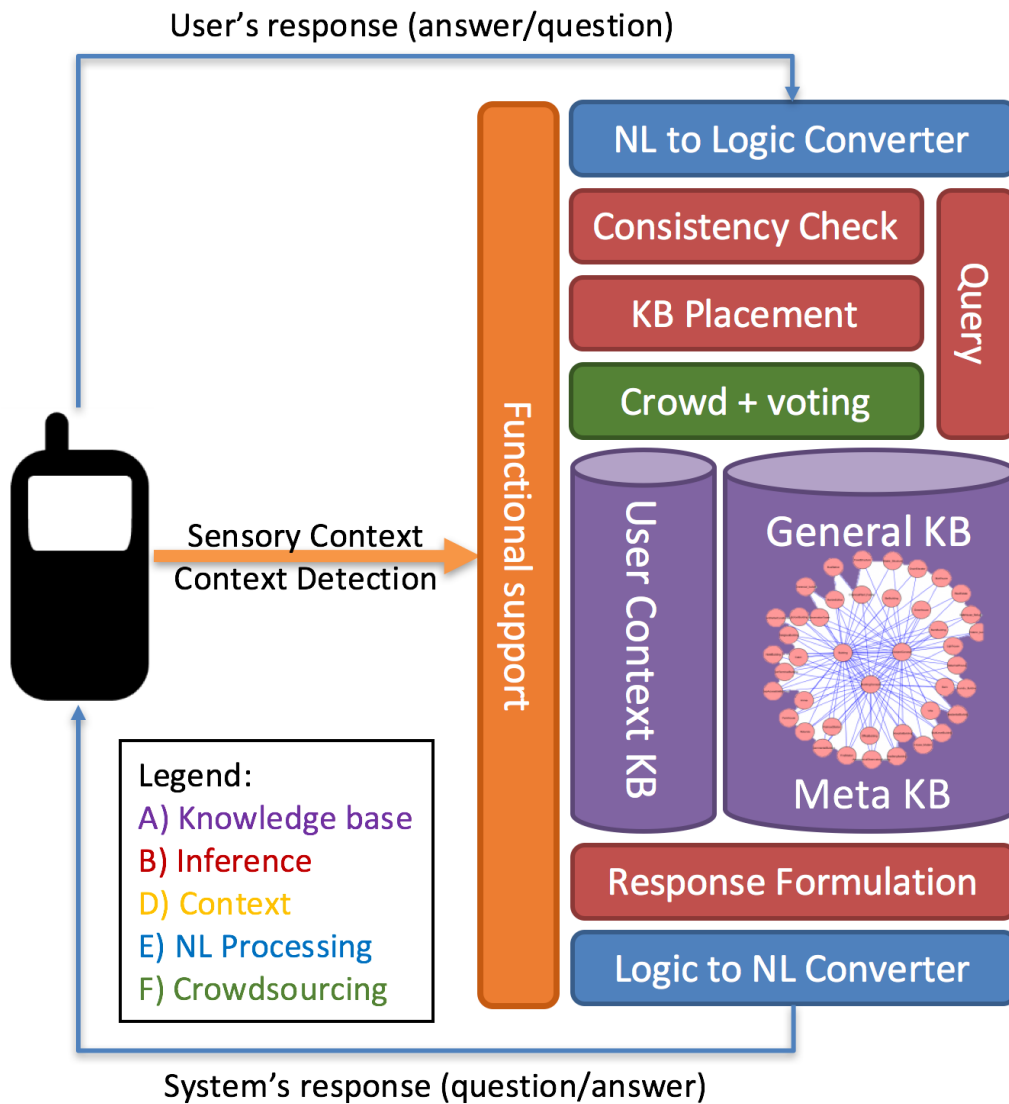 User’s response (answer/question)
NL to Logic Converter
Consistency Check
Query
KB Placement
Crowd + voting
Functional support
Sensory Context
Context Detection
User Context KB
General KB
Meta KB
Legend:
A) Knowledge base
B) Inference
D) Context
E) NL Processing
F) Crowdsourcing
Response Formulation
Logic to NL Converter
System’s response (question/answer)